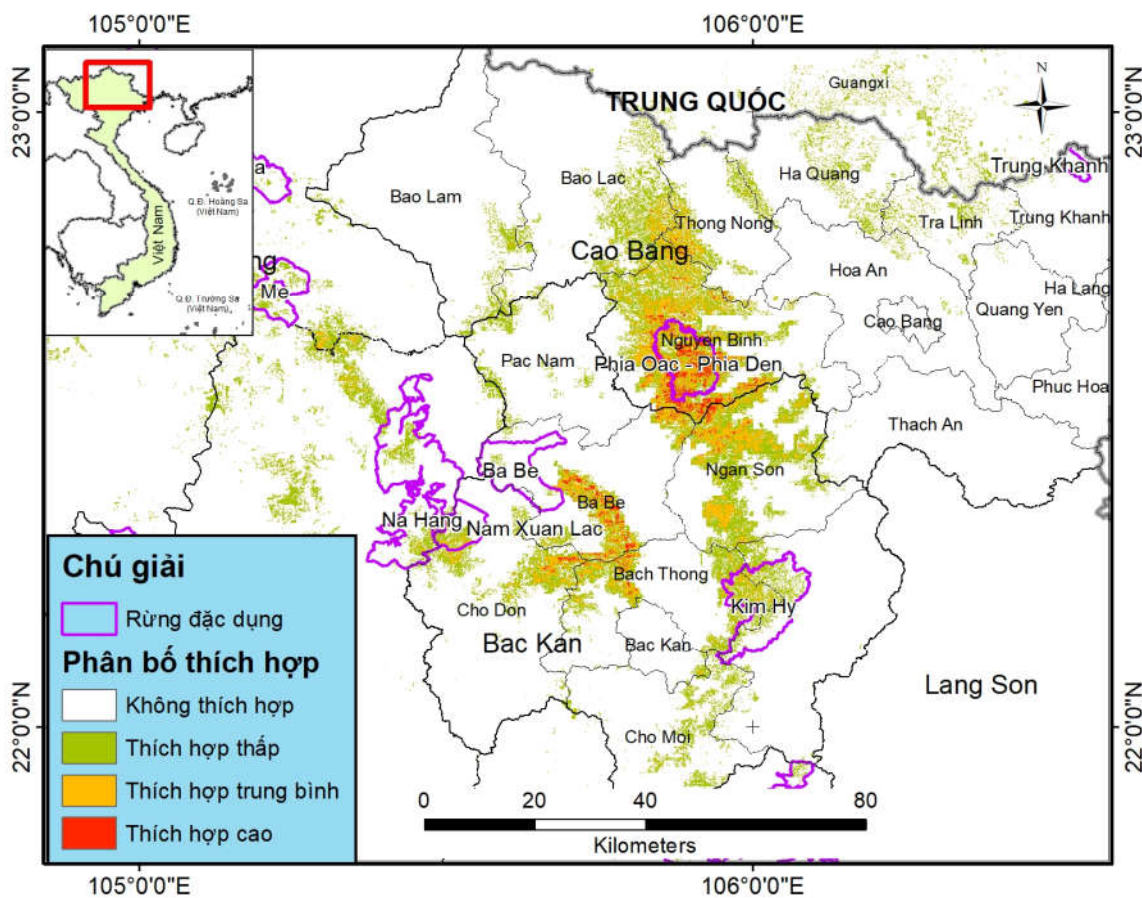 105°0'0"E
106°0'0"E
23°0'0"N
23°0'0"N
N
Q.Đ. Hoàng Sa
(Việt Nam)
Việt Nam
Q.Đ. Trường Sa
(Việt Nam)
TRUNG QUỐC
Guangxi
Trung Khanh
Bao Lac
Ha Quang
Bao Lam
Thong Nong
Tra Linh
Trung Khanh
Cao Bang
Hoa An
Ha Lang
Me
Quang Yen
Cao Bang
Nguyen Binh
Pac Nam
Phia Oac - Phia Den
Phuc Hoa
Thach An
Ba Be
Ngan Son
Ba Be
Na Hang
Nam Xuan Lac
Bach Thong
Cho Don
Kim Hy
Bac Kan
Bac Kan
Lang Son
Cho Moi
Chú giải
Rừng đặc dụng
Phân bố thích hợp
Không thích hợp
Thích hợp thấp
Thích hợp trung bình
Thích hợp cao
0 20 40 80
Kilometers
22°0'0"N
22°0'0"N
105°0'0"E
106°0'0"E